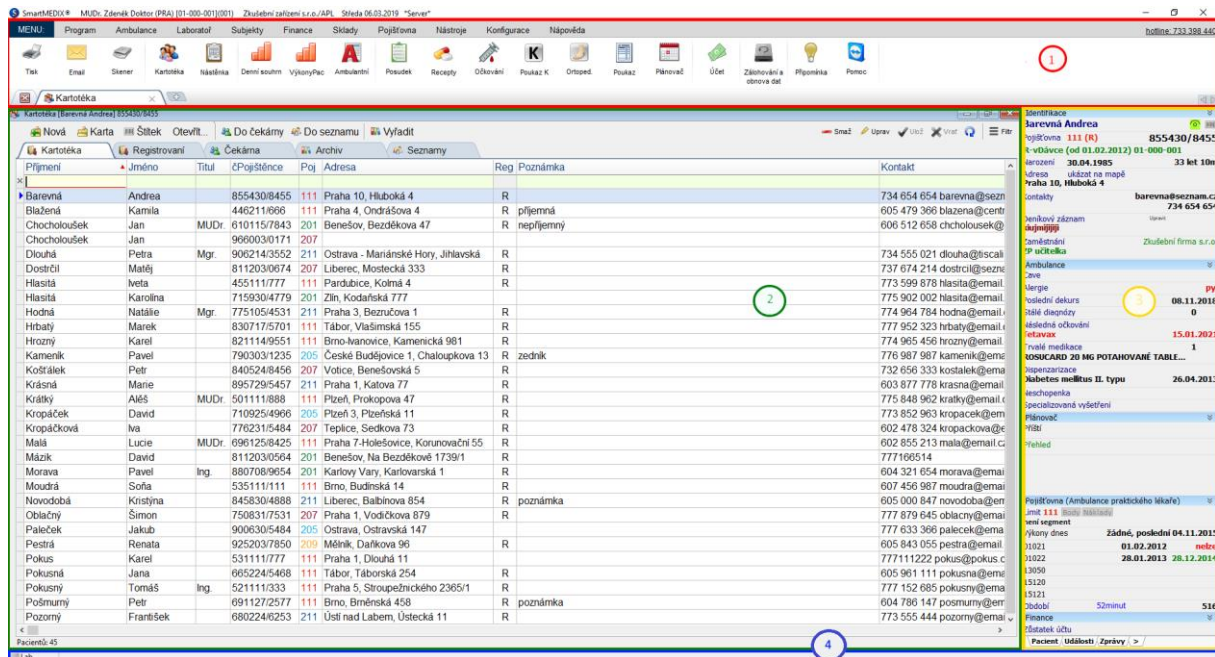 SmartMEDIX® MUDr. Zdeněk Doktor (PRA) [01-000-001](001) Zkušební zařízení s.r.o./APL Středa 06.03.2019 "Server"
MENU: Program Ambulance Laboratoř Subjekty Finance Sklady Pojišťovna Nástroje Konfigurace Nápověda hotline: 733 398 440
Tisk Email Skener Kartotéka Nástěnka Denní souhrn VýkonyPac Ambulantní Posudek Recepty Očkování Poukaz K Ortoped. Poukaz Plánovač Účet Zálohování a obnova dat Připomínka Pomoc
1
Kartotéka
Kartotéka [Barevná Andrea] 855430/8455
Nová Karta Štítek Otevřít... Do čekárny Do seznamu Vyřadit Smaž Uprav Ulož Vrať Filtr
Kartotéka Registrovaní Čekárna Archiv Seznamy
Příjmení Jméno Titul čPojištěnce Poj Adresa Reg Poznámka Kontakt
Barevná Andrea 855430/8455 111 Praha 10, Hluboká 4 R 734 654 654 barevna@sezn
Blažená Kamila 446211/666 111 Praha 4, Ondrášova 4 R příjmená 605 479 366 blazena@centr
Chocholoušek Jan MUDr. 610115/7843 201 Benešov, Bezděkova 47 R nepříjmený 606 512 658 chcholousek@
Chocholoušek Jan 966003/0171 207
Dlouhá Petra Mgr. 906214/3552 211 Ostrava - Mariánské Hory, Jihlavská R 734 555 021 dlouha@tiscali
Dostrčil Matěj 811203/0674 207 Liberec, Mostecká 333 R 737 674 214 dostrcil@sezna
Hlasitá Iveta 455111/777 111 Pardubice, Kolmá 4 R 773 599 878 hlasita@email.
Hlasitá Karolína 715930/4779 201 Zlín, Kodaňská 777 775 902 002 hlasita@email.
Hodná Natálie Mgr. 775105/4531 211 Praha 3, Bezručova 1 R 774 964 784 hodna@email.
Hrbatý Marek 830717/5701 111 Tábor, Vlašimská 155 R 777 952 323 hrbaty@email.
Hrozný Karel 821114/9551 111 Brno-Ivanovice, Kamenická 981 R 774 965 456 hrozny@email.
Kameník Pavel 790303/1235 205 České Budějovice 1, Chaloupkova 13 R zedník 776 987 987 kamenik@ema
Košťálek Petr 840524/8456 207 Votice, Benešovská 5 R 732 656 333 kostalek@ema
Krásná Marie 895729/5457 211 Praha 1, Katova 77 R 603 877 778 krasna@email.
Krátký Aleš MUDr. 501111/888 111 Plzeň, Prokopova 47 R 775 848 962 kratky@email.
Kropáček David 710925/4966 205 Plzeň 3, Plzeňská 11 R 773 852 963 kropacek@em
Kropáčková Iva 776231/5484 207 Teplice, Sedkova 73 R 602 478 324 kropackova@e
Malá Lucie MUDr. 696125/8425 111 Praha 7-Holešovice, Korunovační 55 R 602 855 213 mala@email.cz
Mázik David 811203/0564 201 Benešov, Na Bezděkově 1739/1 R 777166514
Morava Pavel Ing. 880708/9654 201 Karlovy Vary, Karlovarská 1 R 604 321 654 morava@emai
Moudrá Soňa 535111/111 111 Brno, Budínská 14 R 607 456 987 moudra@email
Novodobá Kristýna 845830/4888 211 Liberec, Balbínova 854 R poznámka 605 000 847 novodoba@en
Oblačný Šimon 750831/7531 207 Praha 1, Vodičkova 879 R 777 879 645 oblacny@emai
Paleček Jakub 900630/5484 205 Ostrava, Ostravská 147 777 633 366 palecek@ema
Pestrá Renata 925203/7850 209 Mělník, Daňkova 96 R 605 843 055 pestra@email.
Pokus Karel 531111/777 111 Praha 1, Dlouhá 11 777111222 pokus@pokus.c
Pokusná Jana 665224/5468 111 Tábor, Táborská 254 R 605 961 111 pokusna@ema
Pokusný Tomáš Ing. 521111/333 111 Praha 5, Stroupežnického 2365/1 R 777 152 685 pokusny@ema
Pošmurný Petr 691127/2577 111 Brno, Brněnská 458 R poznámka 604 786 147 posmurny@em
Pozorný František 680224/6253 211 Ústí nad Labem, Ústecká 11 R 773 555 444 pozorny@emai
Pacientů: 45
2
Identifikace
Barevná Andrea
Pojišťovna 111 (R) 855430/8455
R-vDávce (od 01.02.2012) 01-000-001
Narození 30.04.1985 33 let 10m
Adresa ukázat na mapě
Praha 10, Hluboká 4
Kontakty barevna@seznam.cz
734 654 654
Deníkový záznam Upravit
Zaměstnání Zkušební firma s.r.o
ZP učitelka
Ambulance
Cave
Alergie py
Poslední dekurs 08.11.2018
3
Stálé diagnózy 0
Následná očkování
Tetavax 15.01.2021
Trvalé medikace 1
ROSUCARD 20 MG POTAHOVANÉ TABLE...
Dispenzarizace
Diabetes mellitus II. typu 26.04.2013
Neschopenka
Specializovaná vyšetření
Plánovač
Příští
Přehled
Pojišťovna (Ambulance praktického lékaře)
Limit 111 Body Náklady
není segment
Výkony dnes žádné, poslední 04.11.2015
01021 01.02.2012 nelze
01022 28.01.2013 28.12.2014
13050
15120
15121
Období 52minut 516
Finance
Zůstatek účtu
Pacient Události Zprávy >
4
Lab